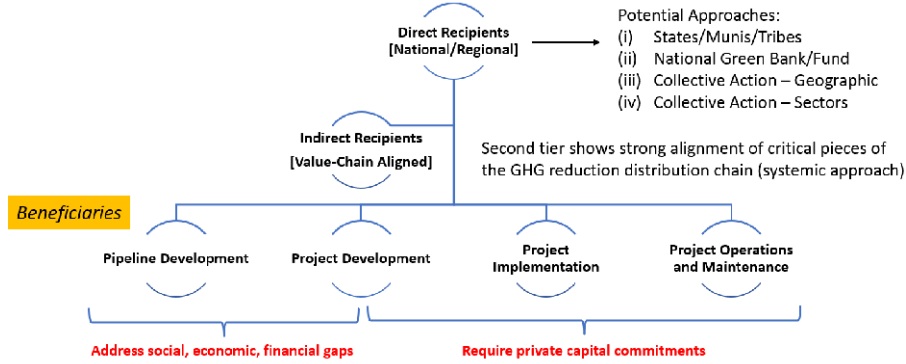 Direct Recipients
[National/Regional]
Potential Approaches:
(i) States/Munis/Tribes
(ii) National Green Bank/Fund
(iii) Collective Action – Geographic
(iv) Collective Action – Sectors
Indirect Recipients
[Value-Chain Aligned]
Second tier shows strong alignment of critical pieces of
the GHG reduction distribution chain (systemic approach)
Beneficiaries
Pipeline Development
Project Development
Project
Implementation
Project Operations
and Maintenance
Address social, economic, financial gaps
Require private capital commitments